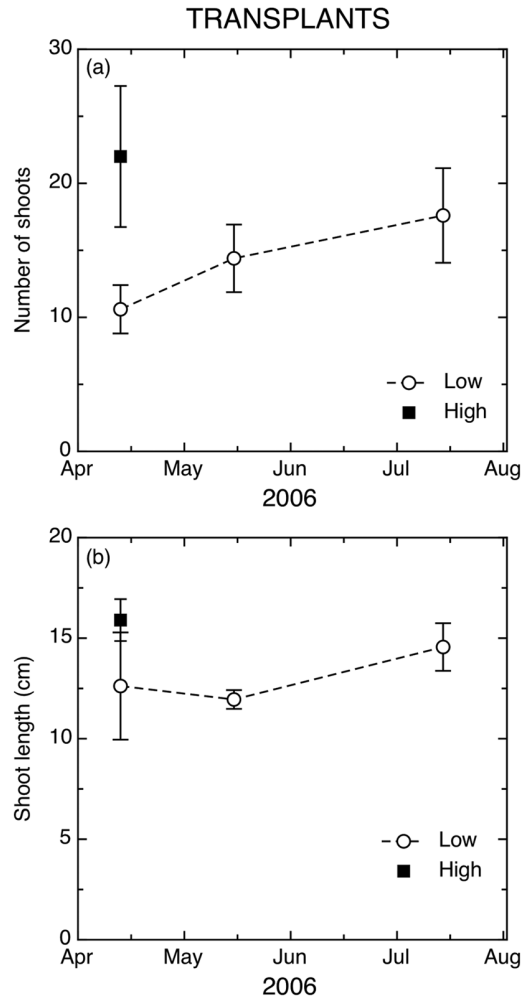 TRANSPLANTS
(a)
Number of shoots
30
20
10
0
Low
High
Apr May Jun Jul Aug
2006
(b)
Shoot length (cm)
20
15
10
5
0
Low
High
Apr May Jun Jul Aug
2006